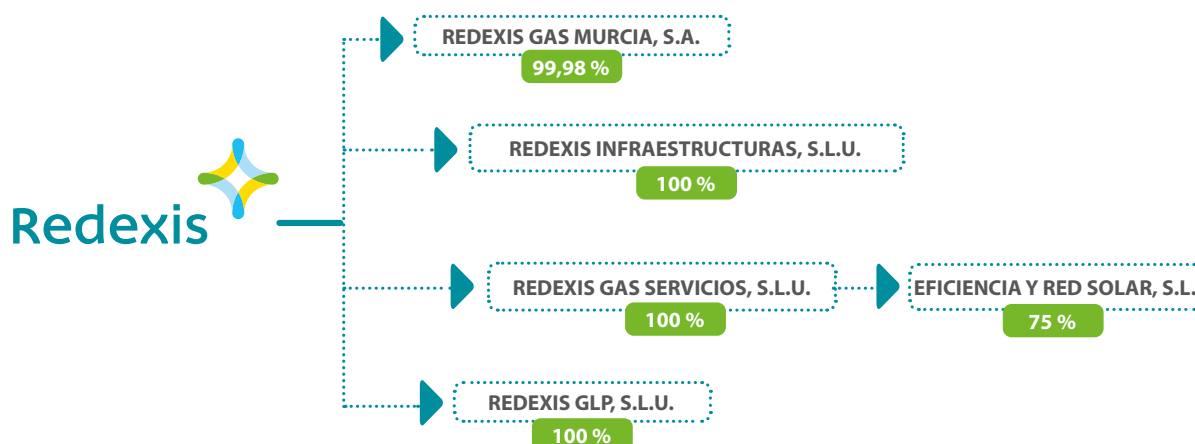 REDEXIS GAS MURCIA, S.A.
99,98 %
REDEXIS INFRAESTRUCTURAS, S.L.U.
100 %
Redexis
REDEXIS GAS SERVICIOS, S.L.U.
100 %
EFICIENCIA Y RED SOLAR, S.L.
75 %
REDEXIS GLP, S.L.U.
100 %